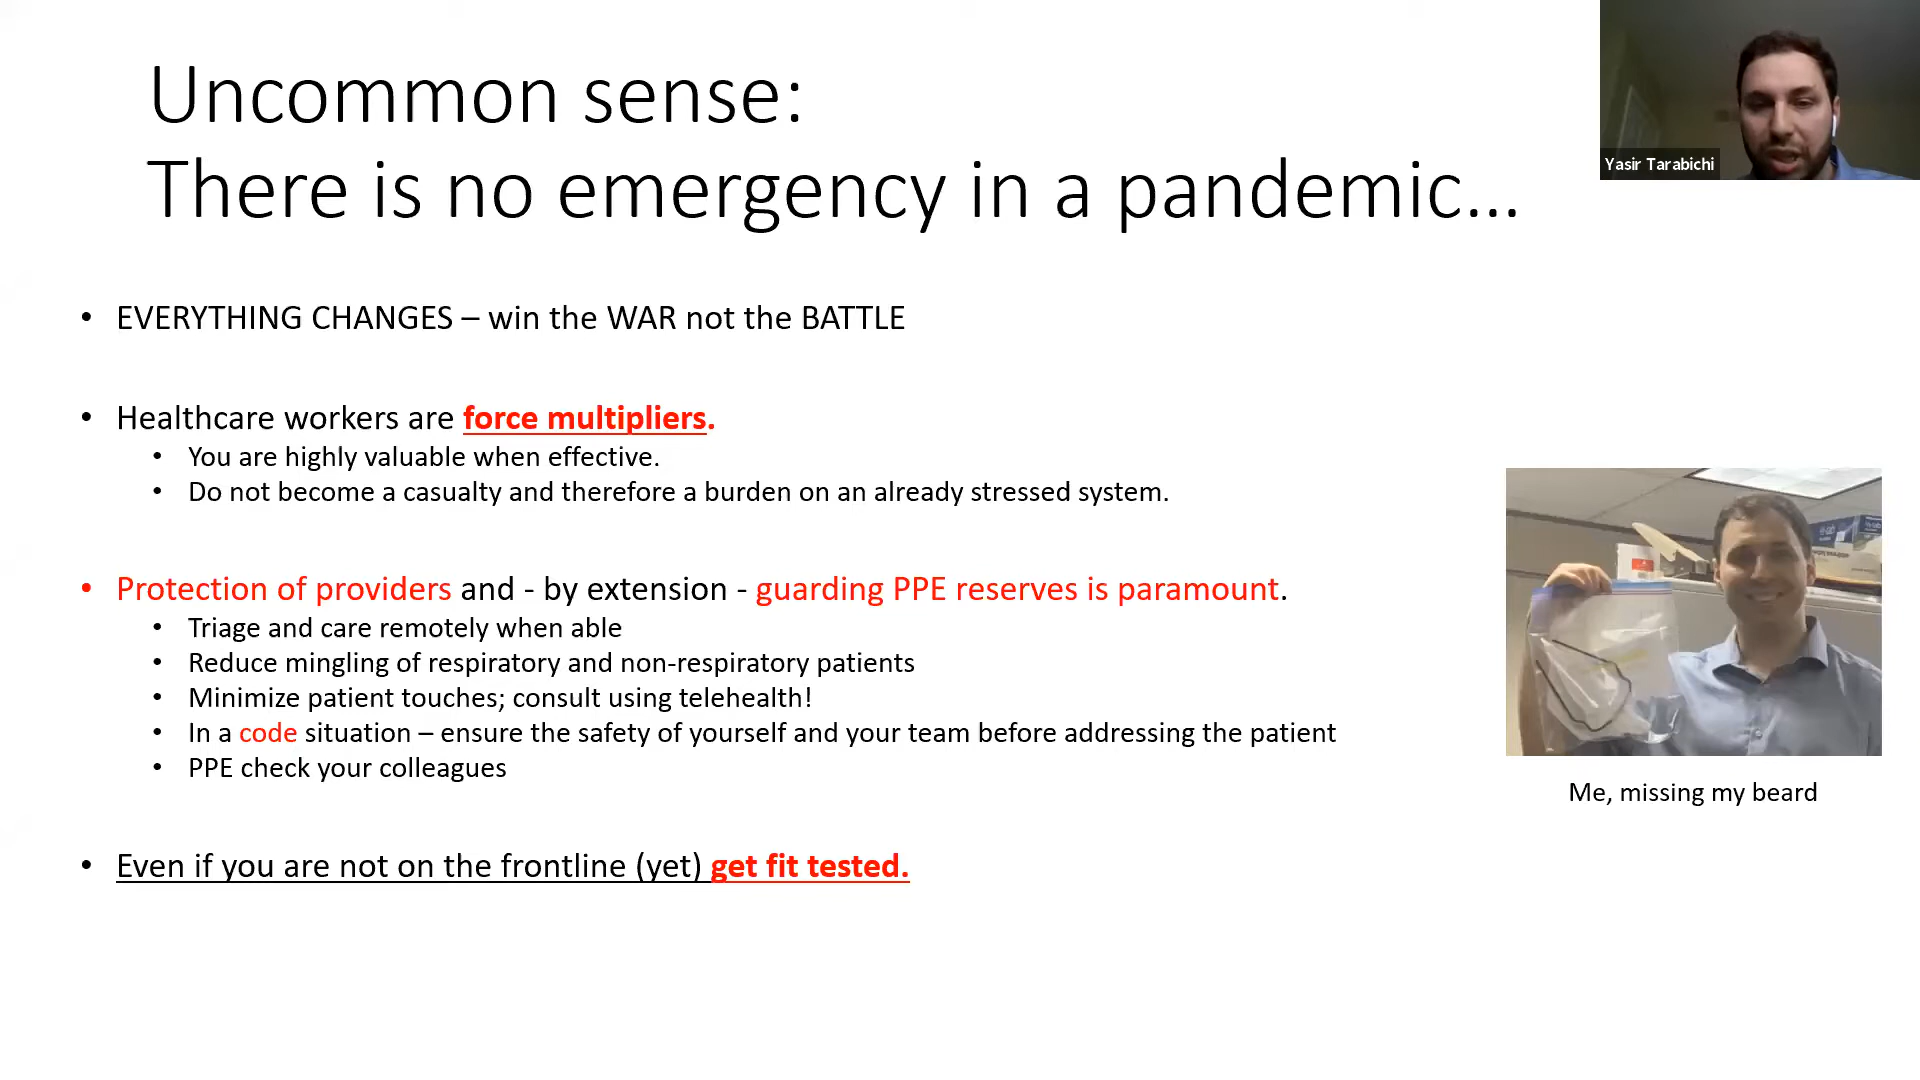 Uncommon sense:
There is no emergency in a pandemic...
Yasir Tarabichi
• EVERYTHING CHANGES – win the WAR not the BATTLE
• Healthcare workers are force multipliers.
• You are highly valuable when effective.
• Do not become a casualty and therefore a burden on an already stressed system.
• Protection of providers and - by extension - guarding PPE reserves is paramount.
• Triage and care remotely when able
• Reduce mingling of respiratory and non-respiratory patients
• Minimize patient touches; consult using telehealth!
• In a code situation – ensure the safety of yourself and your team before addressing the patient
• PPE check your colleagues
Me, missing my beard
• Even if you are not on the frontline (yet) get fit tested.